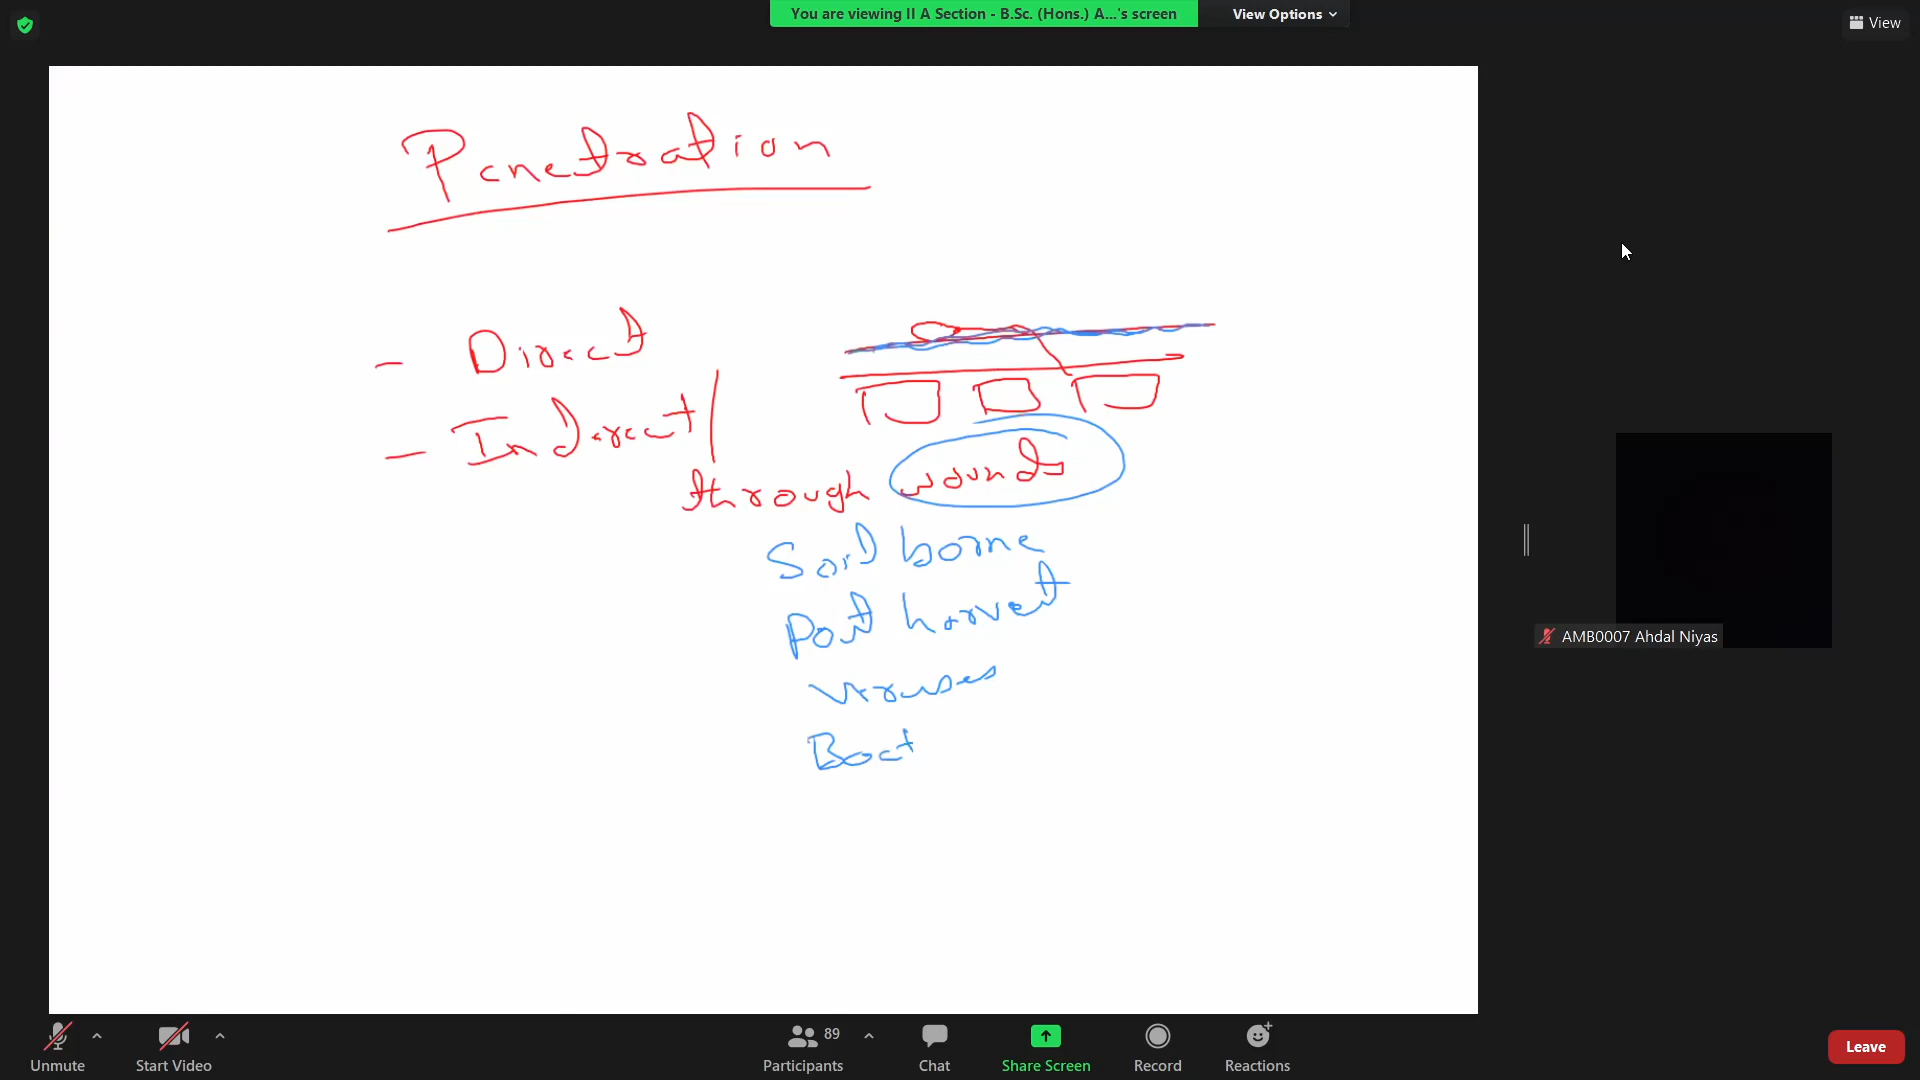 You are viewing II A Section - B.Sc. (Hons.) A...'s screen
View Options
View
Penetration
- Direct
- Indirect
through wounds
Soil borne
Post harvest
viruses
Bact
AMB0007 Ahdal Niyas
Unmute
Start Video
89
Participants
Chat
Share Screen
Record
Reactions
Leave